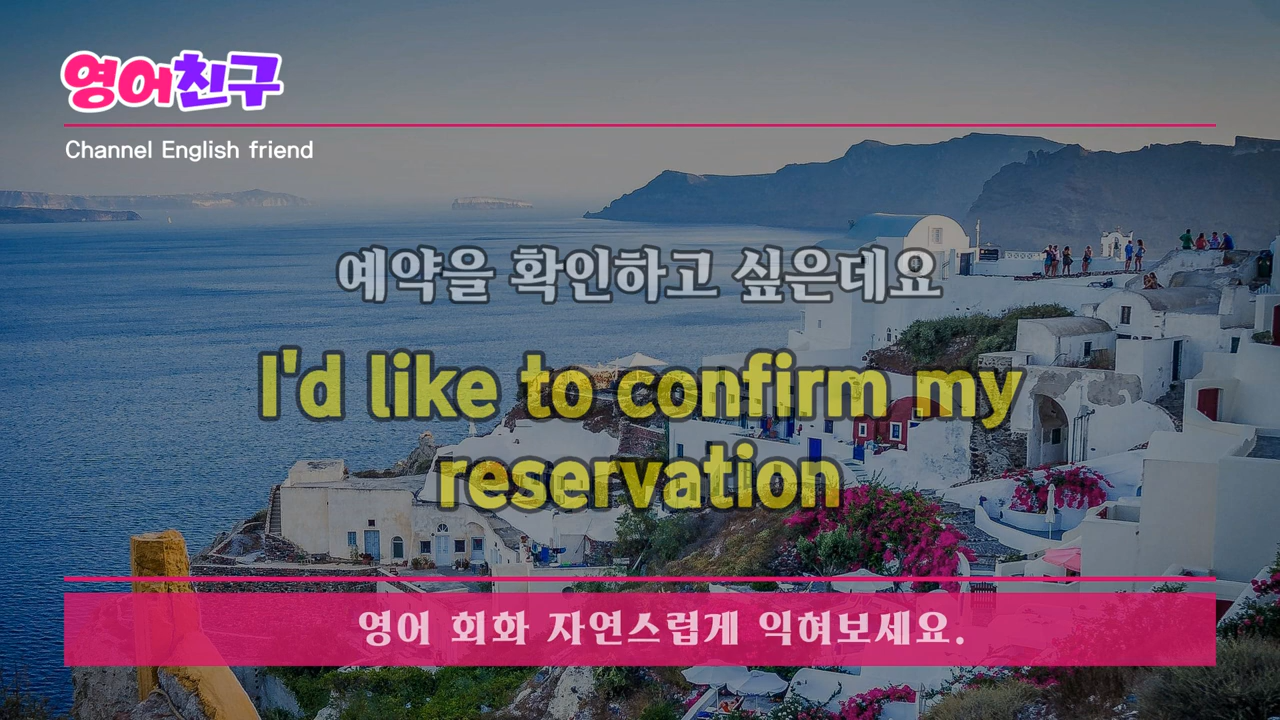 영어친구
Channel English friend
예약을 확인하고 싶은데요
I'd like to confirm my
reservation
영어 회화 자연스럽게 익혀보세요.